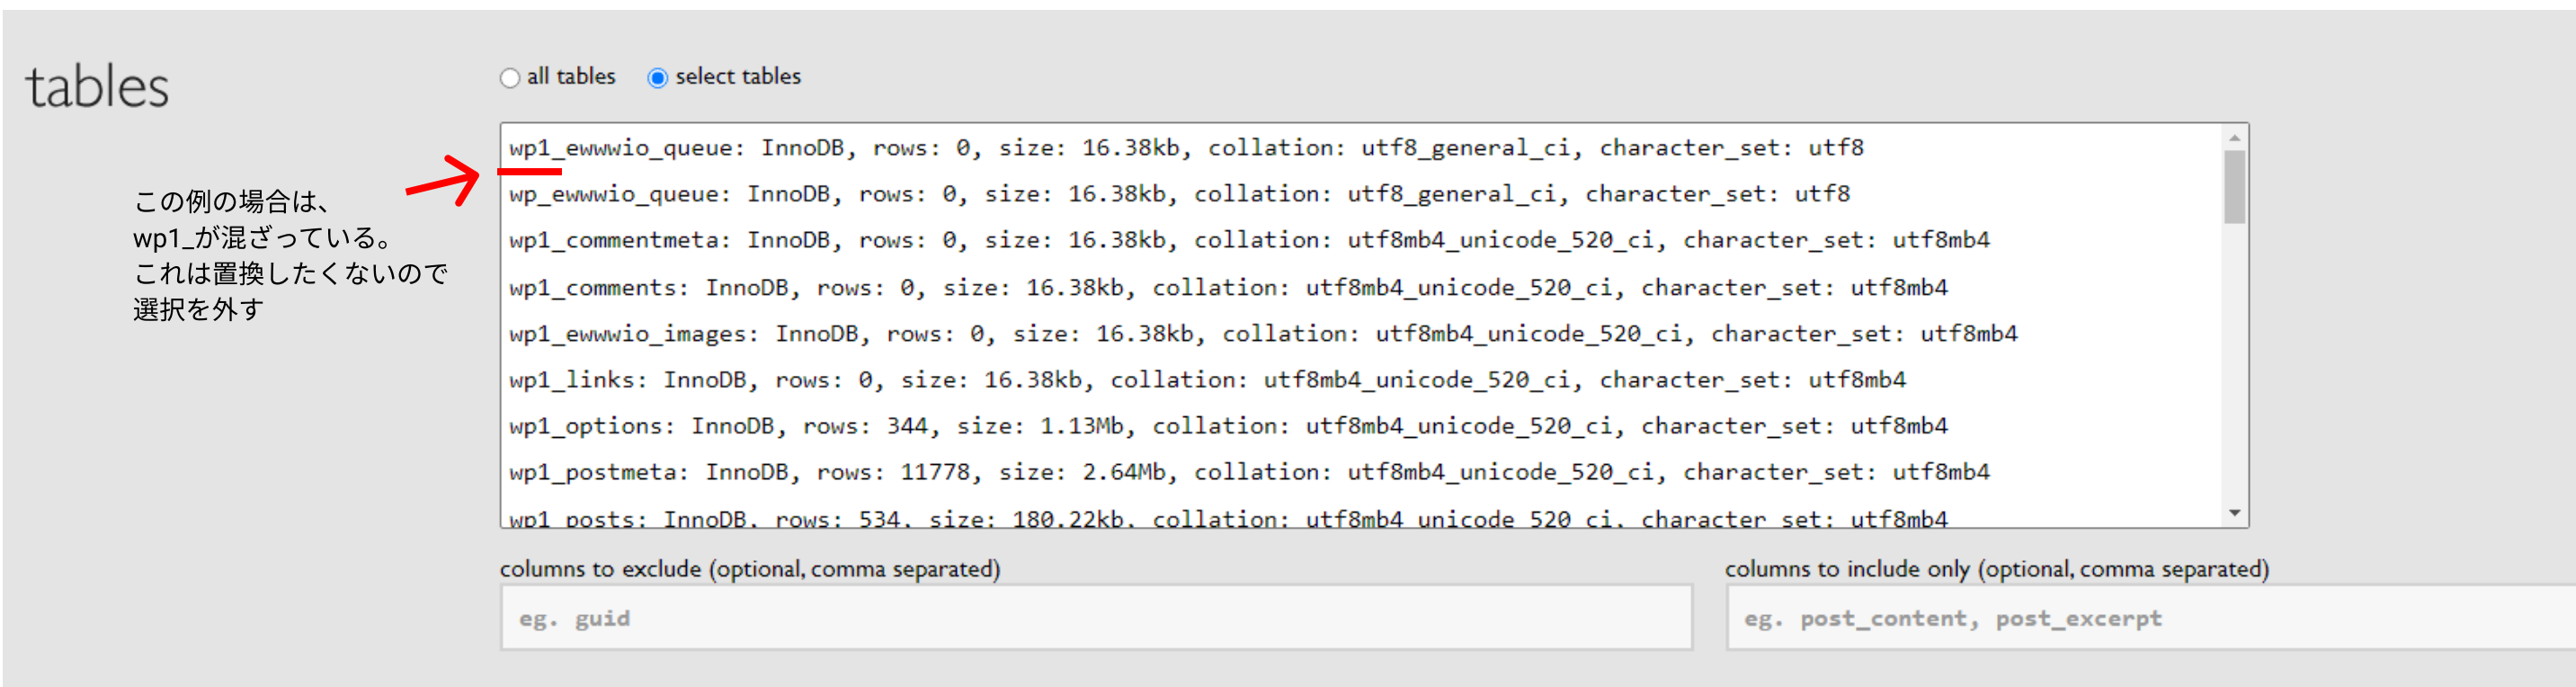 tables
all tables
select tables
この例の場合は、
wp1_が混ざっている。
これは置換したくないので
選択を外す
wp1_ewwwio_queue: InnoDB, rows: 0, size: 16.38kb, collation: utf8_general_ci, character_set: utf8
wp_ewwwio_queue: InnoDB, rows: 0, size: 16.38kb, collation: utf8_general_ci, character_set: utf8
wp1_commentmeta: InnoDB, rows: 0, size: 16.38kb, collation: utf8mb4_unicode_520_ci, character_set: utf8mb4
wp1_comments: InnoDB, rows: 0, size: 16.38kb, collation: utf8mb4_unicode_520_ci, character_set: utf8mb4
wp1_ewwwio_images: InnoDB, rows: 0, size: 16.38kb, collation: utf8mb4_unicode_520_ci, character_set: utf8mb4
wp1_links: InnoDB, rows: 0, size: 16.38kb, collation: utf8mb4_unicode_520_ci, character_set: utf8mb4
wp1_options: InnoDB, rows: 344, size: 1.13Mb, collation: utf8mb4_unicode_520_ci, character_set: utf8mb4
wp1_postmeta: InnoDB, rows: 11778, size: 2.64Mb, collation: utf8mb4_unicode_520_ci, character_set: utf8mb4
wp1_posts: InnoDB, rows: 534, size: 180.22kb, collation: utf8mb4_unicode_520_ci, character_set: utf8mb4
columns to exclude (optional, comma separated)
eg. guid
columns to include only (optional, comma separated)
eg. post_content, post_excerpt